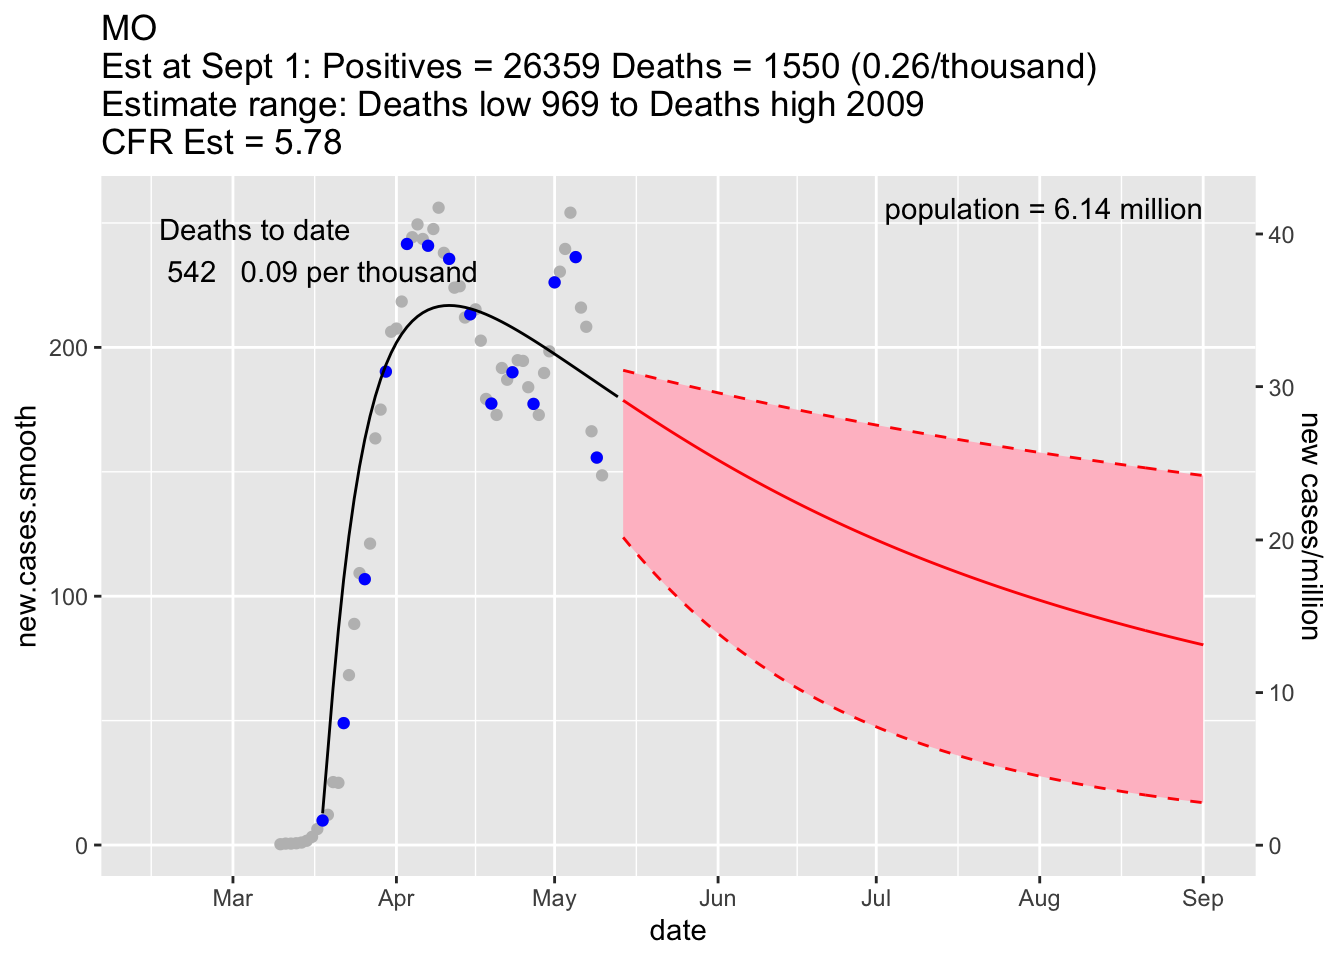 MO
Est at Sept 1: Positives = 26359 Deaths = 1550 (0.26/thousand)
Estimate range: Deaths low 969 to Deaths high 2009
CFR Est = 5.78
Deaths to date
542 0.09 per thousand
population = 6.14 million
new.cases.smooth
200
100
0
40
30
20
10
0
new cases/million
Mar Apr May Jun Jul Aug Sep
date